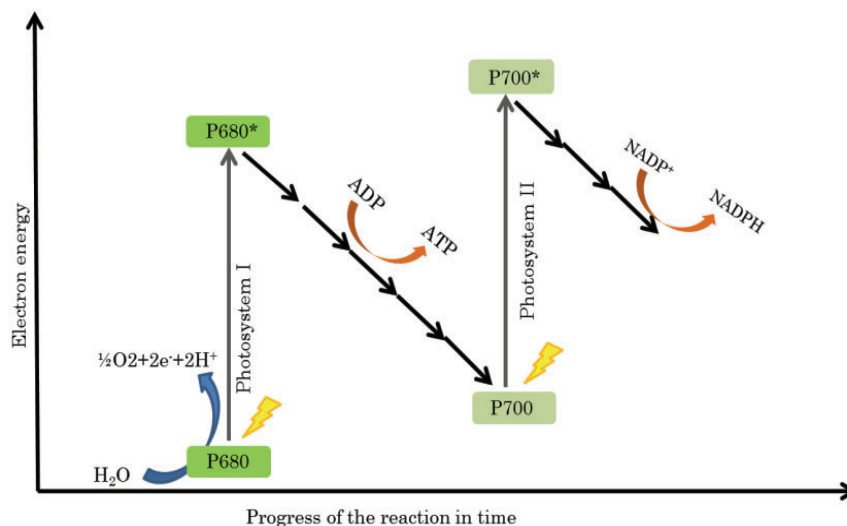 P700*
P680*
NADP⁺
NADPH
ADP
ATP
Photosystem II
Photosystem I
Electron energy
½O2+2e⁻+2H⁺
P700
P680
H₂O
Progress of the reaction in time